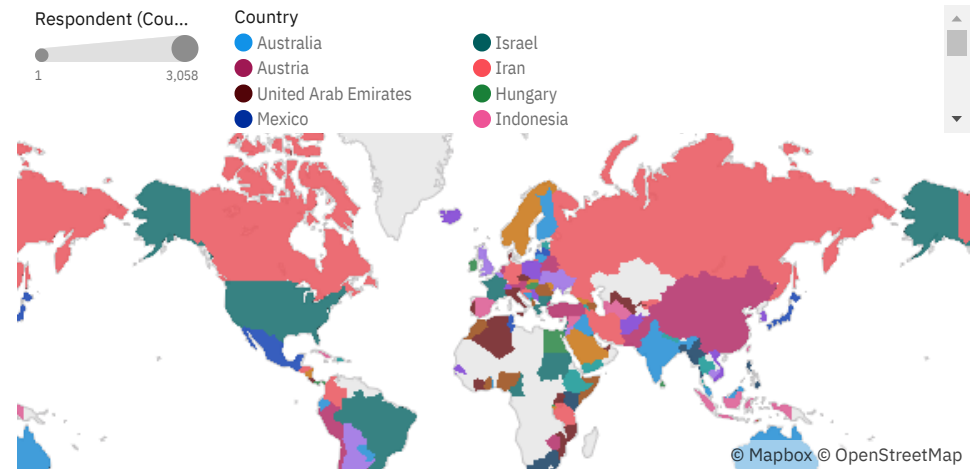 Respondent (Cou...
1
3,058
Country
Australia
Austria
United Arab Emirates
Mexico
Israel
Iran
Hungary
Indonesia
© Mapbox © OpenStreetMap